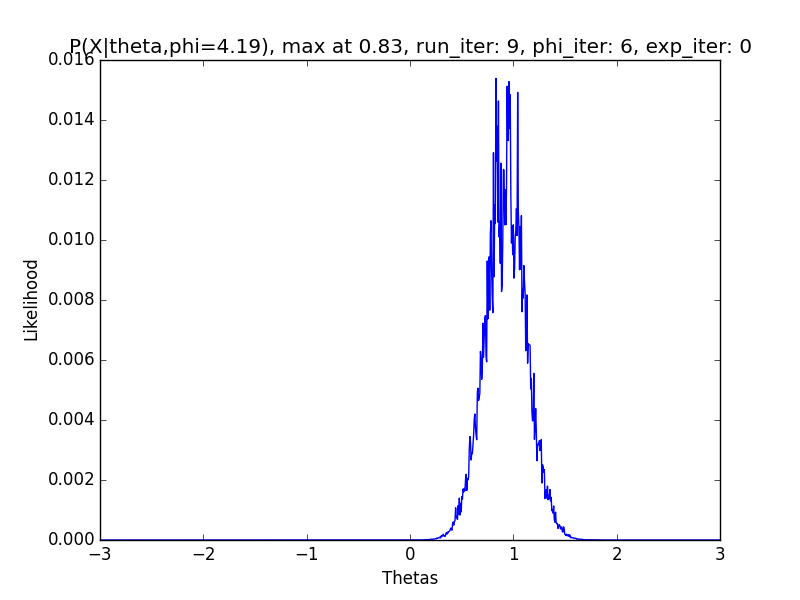 P(X|theta,phi=4.19), max at 0.83, run_iter: 9, phi_iter: 6, exp_iter: 0
0.016
0.014
0.012
0.010
0.008
0.006
0.004
0.002
0.000
Likelihood
−3 −2 −1 0 1 2 3
Thetas